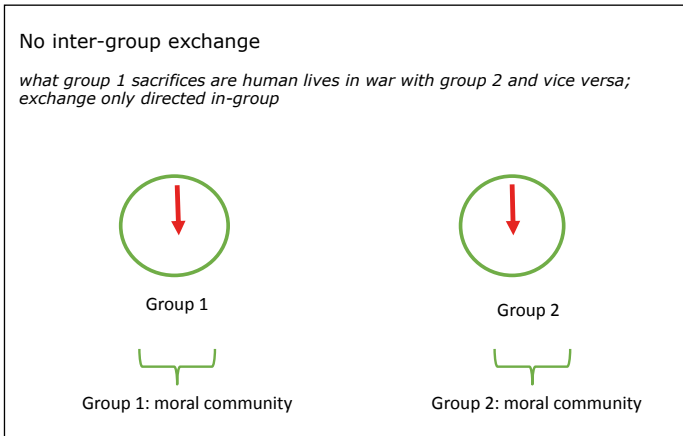 No inter-group exchange
what group 1 sacrifices are human lives in war with group 2 and vice versa;
exchange only directed in-group
Group 1
Group 2
Group 1: moral community
Group 2: moral community